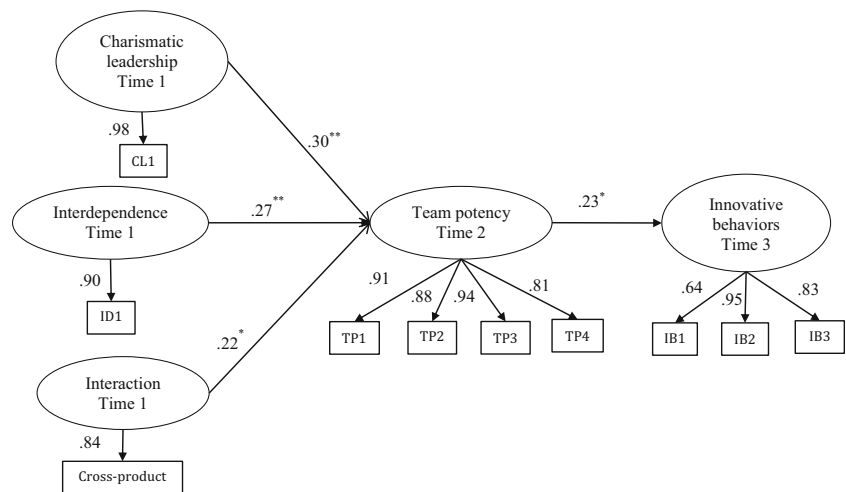 Charismatic
leadership
Time 1
.98
CL1
.30**
Interdependence
Time 1
.27**
.90
ID1
Interaction
Time 1
.22*
.84
Cross-product
Team potency
Time 2
.23*
.91
.88
.94
.81
TP1
TP2
TP3
TP4
Innovative
behaviors
Time 3
.64
.95
.83
IB1
IB2
IB3